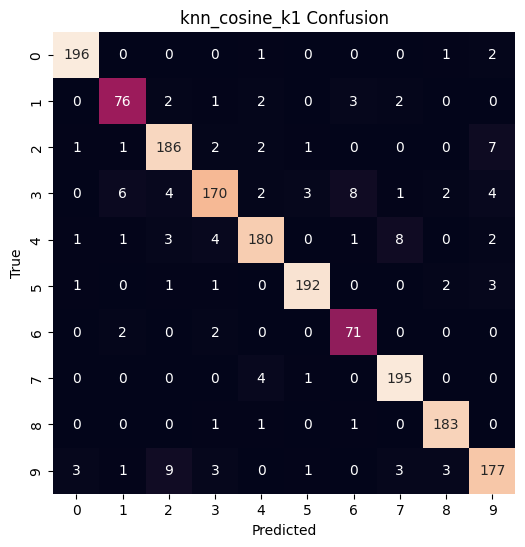 knn_cosine_k1 Confusion
0 196 0 0 0 1 0 0 0 1 2
1 0 76 2 1 2 0 3 2 0 0
2 1 1 186 2 2 1 0 0 0 7
3 0 6 4 170 2 3 8 1 2 4
4 1 1 3 4 180 0 1 8 0 2
5 1 0 1 1 0 192 0 0 2 3
6 0 2 0 2 0 0 71 0 0 0
7 0 0 0 0 4 1 0 195 0 0
8 0 0 0 1 1 0 1 0 183 0
9 3 1 9 3 0 1 0 3 3 177
0 1 2 3 4 5 6 7 8 9
Predicted
True